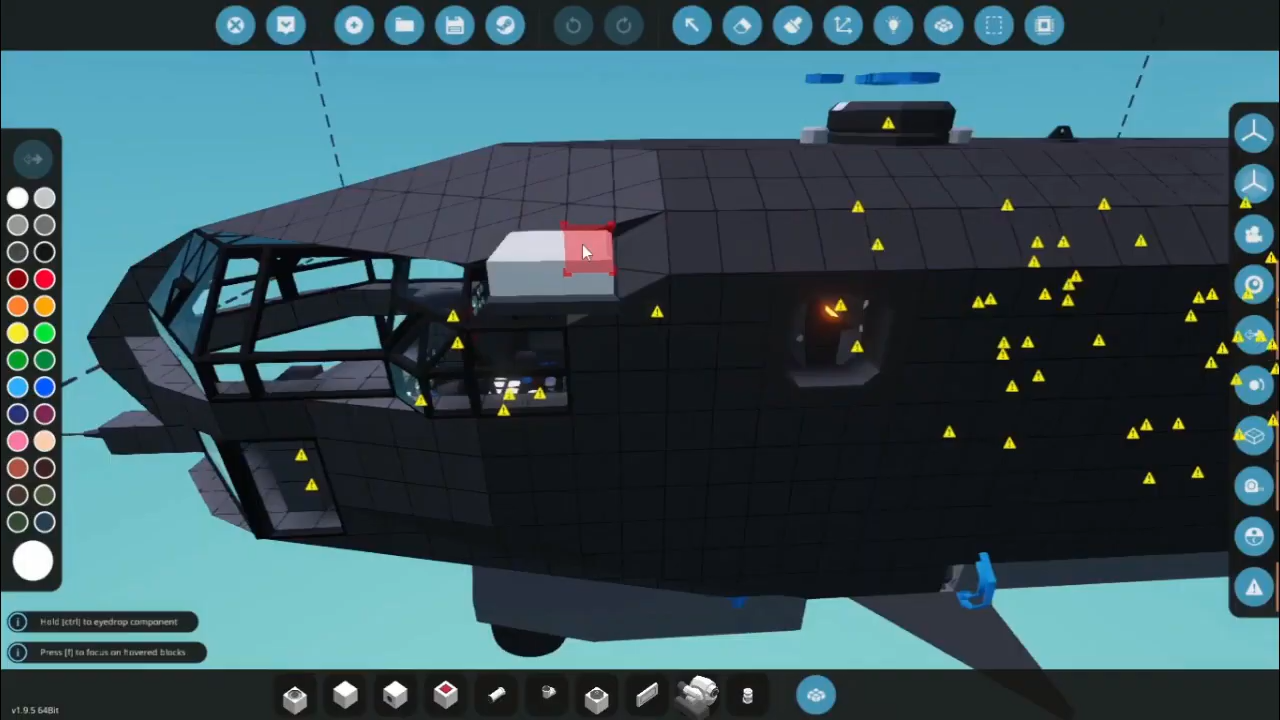 Hold [ctrl] to eyedrop component
Press [f] to focus on hovered blocks
v1.9.5 64Bit